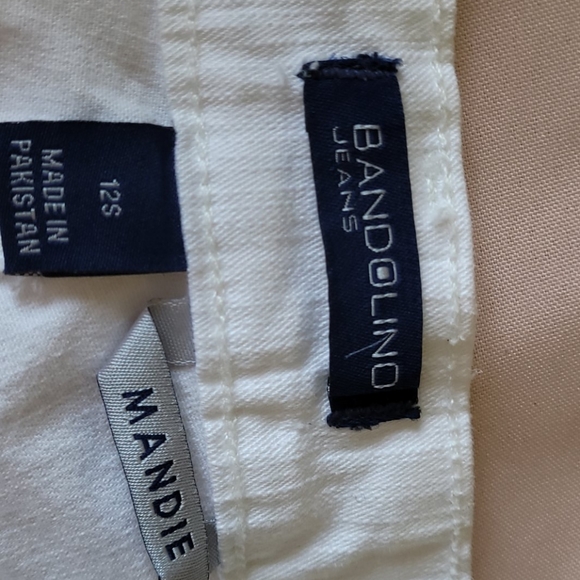 BANDOLINO
JEANS
12S
MADE IN
PAKISTAN
MANDIE